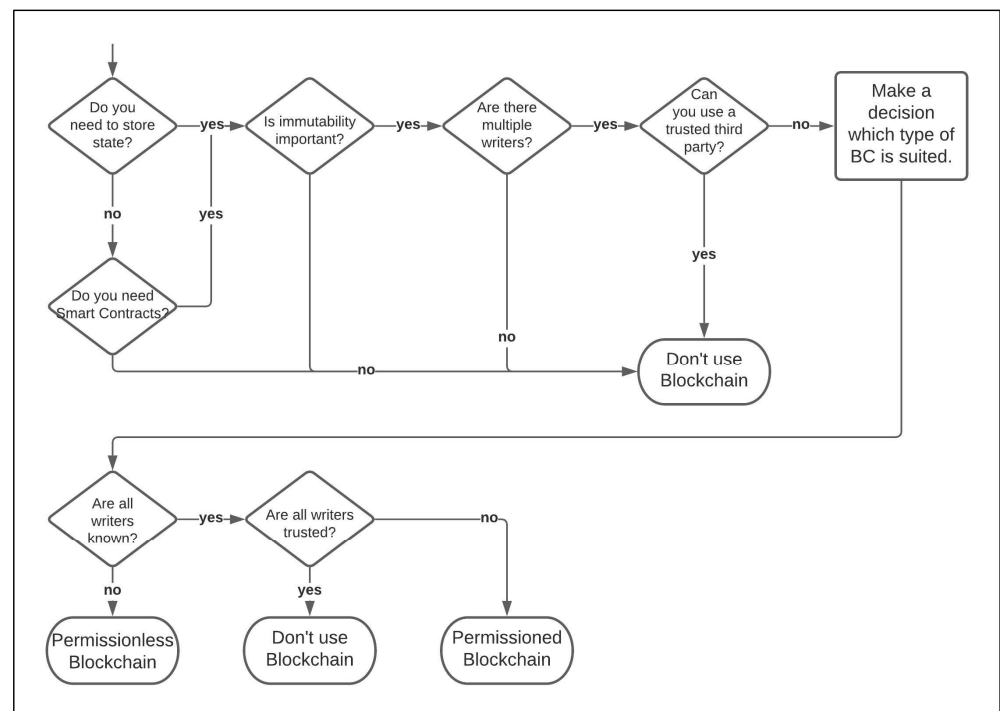 Do you
need to store
state?
yes
Is immutability
important?
yes
Are there
multiple
writers?
yes
Can
you use a
trusted third
party?
no
Make a
decision
which type of
BC is suited.
no
yes
yes
Do you need
Smart Contracts?
no
no
Don't use
Blockchain
Are all
writers
known?
yes
Are all writers
trusted?
no
no
yes
Permissionless
Blockchain
Don't use
Blockchain
Permissioned
Blockchain